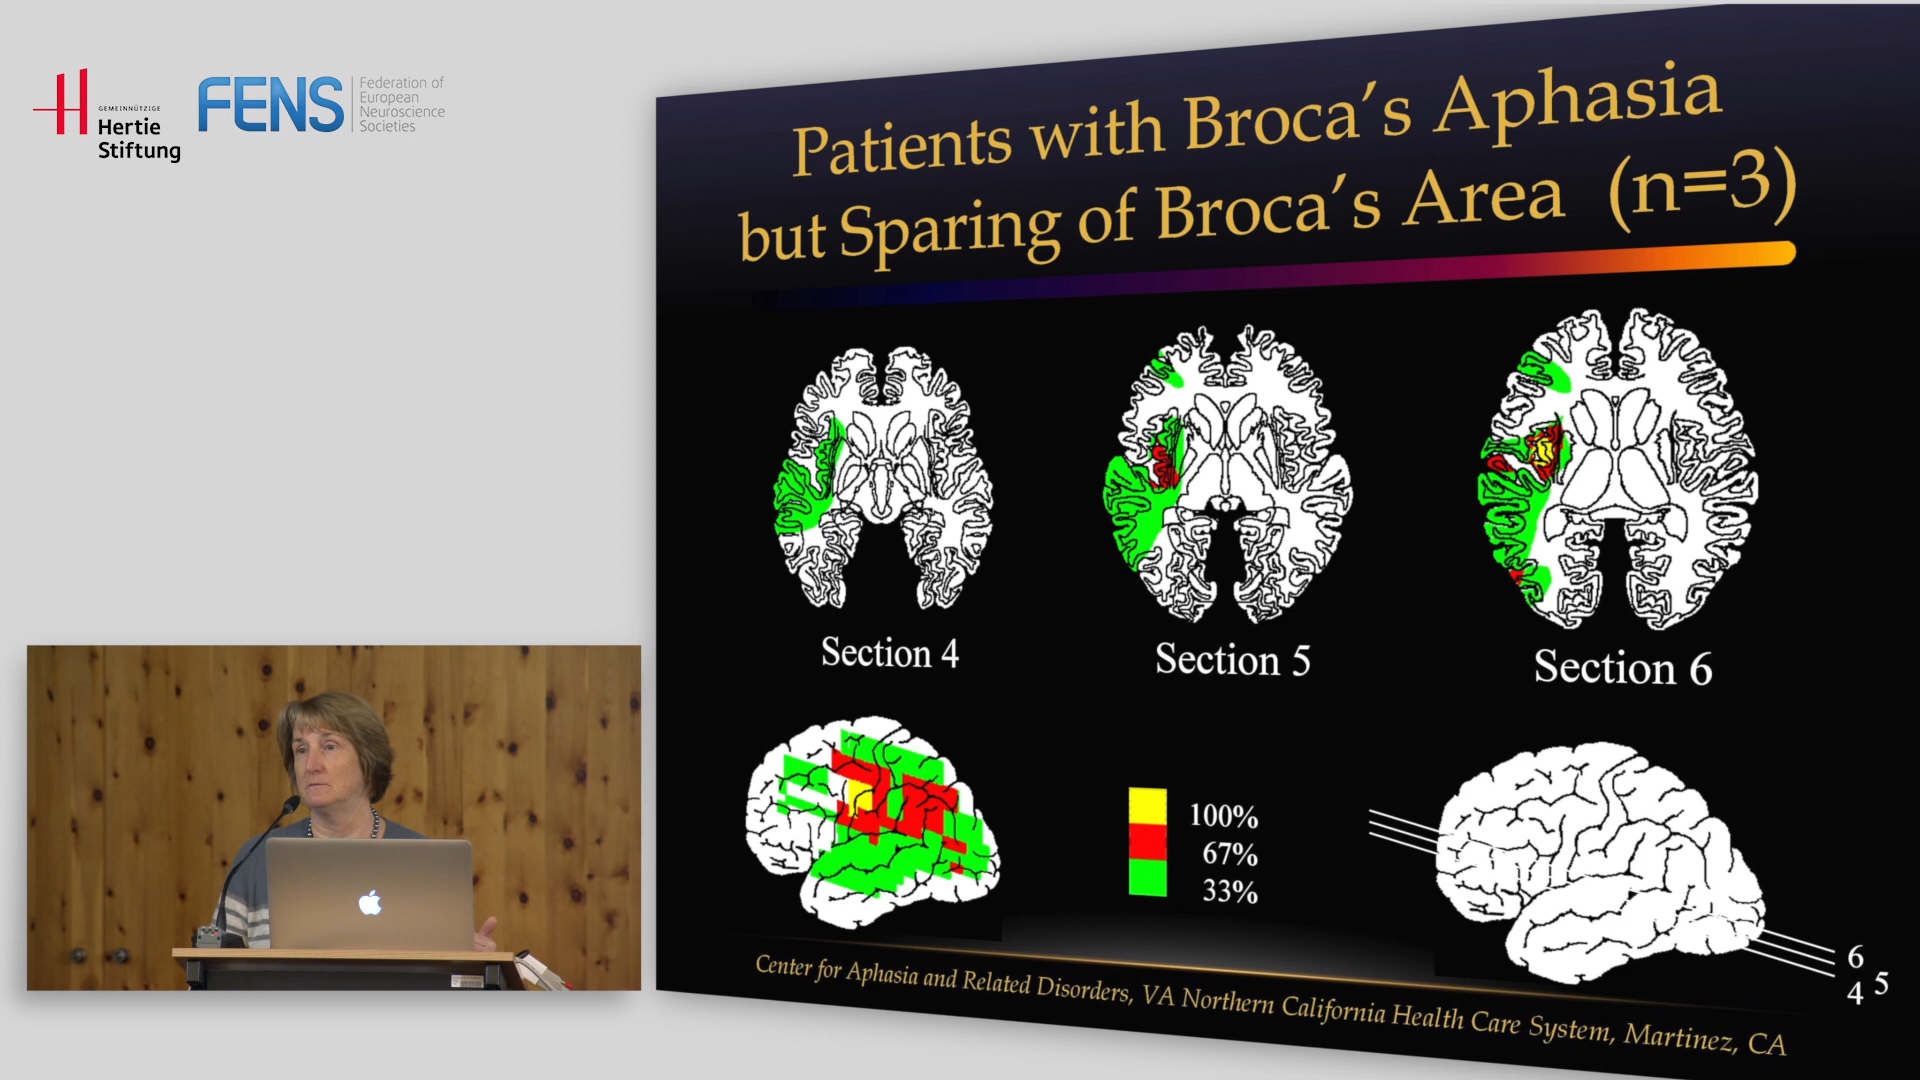 GEMEINNÜTZIGE
Hertie
Stiftung
FENS
Federation of
European
Neuroscience
Societies
Patients with Broca's Aphasia
but Sparing of Broca's Area (n=3)
Section 4
Section 5
Section 6
100%
67%
33%
6
5
4
Center for Aphasia and Related Disorders, VA Northern California Health Care System, Martinez, CA